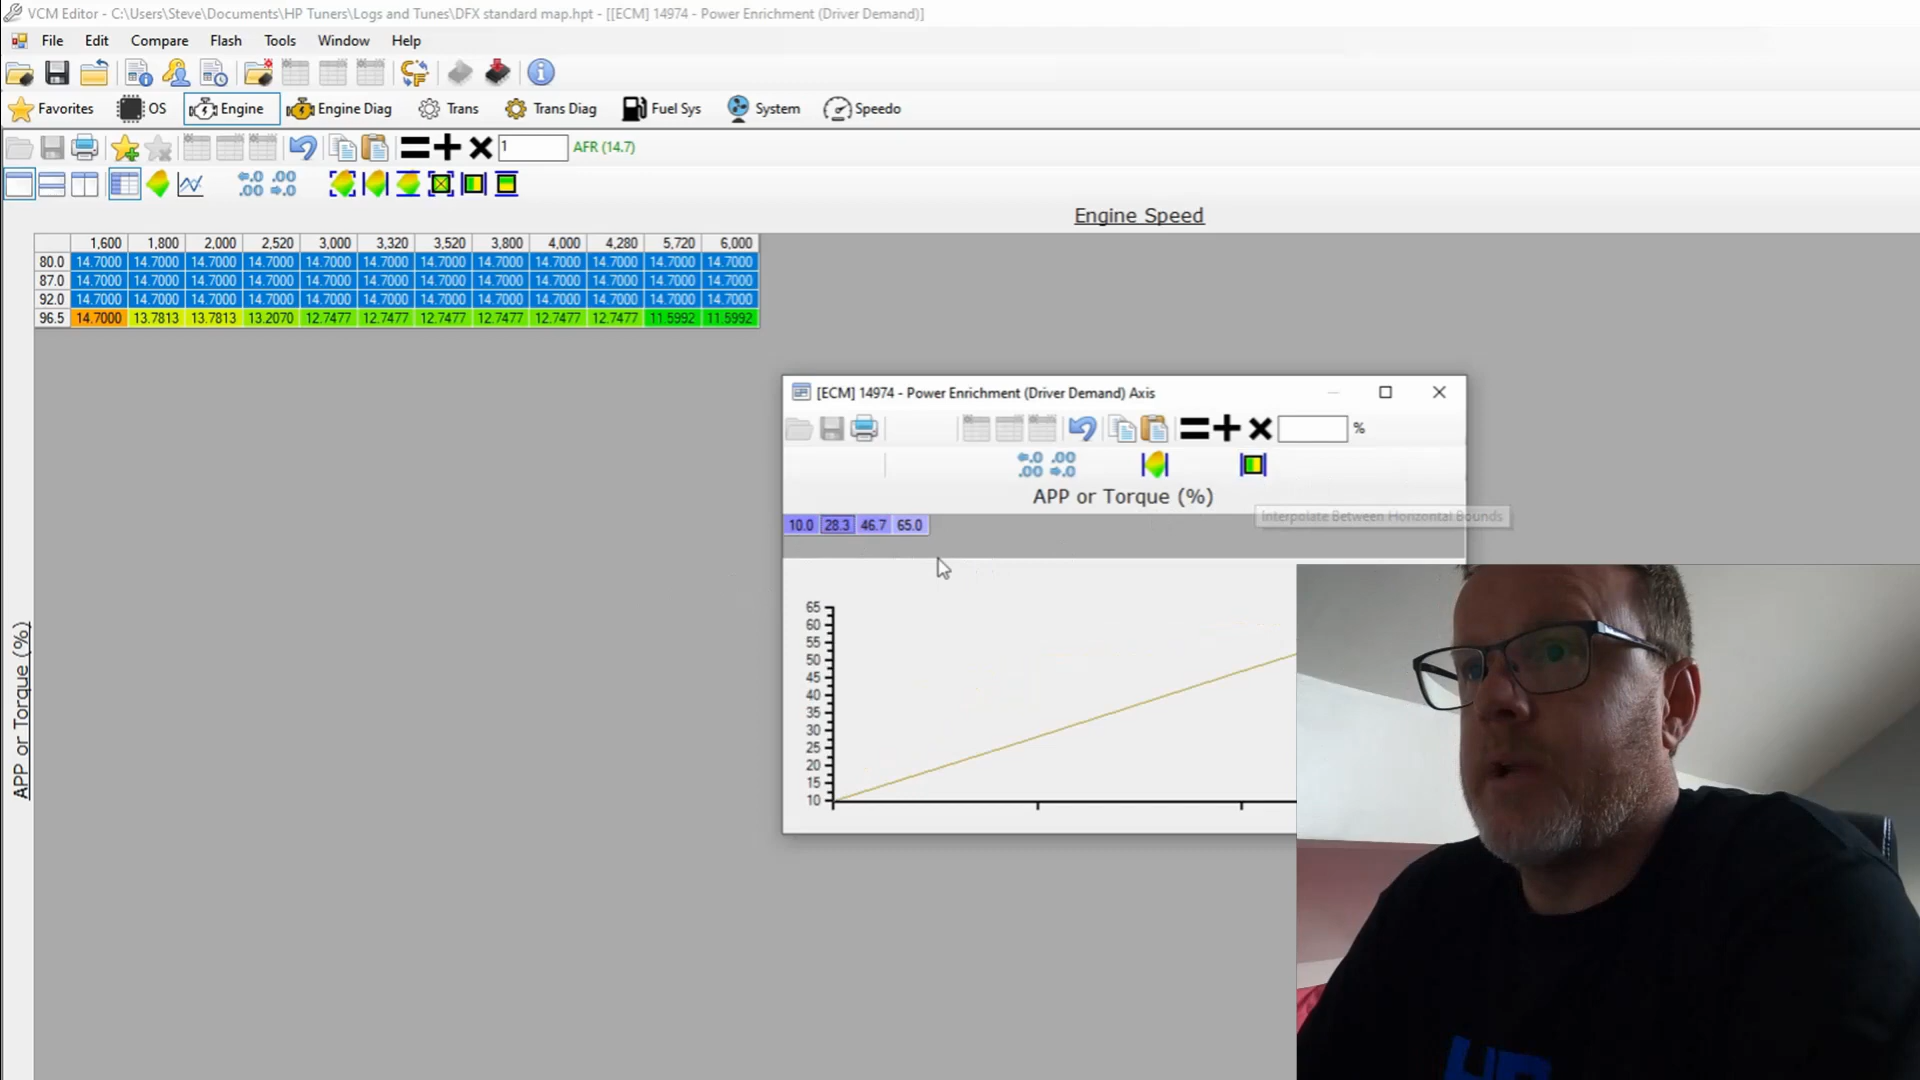 VCM Editor - C:\Users\Steve\Documents\HP Tuners\Logs and Tunes\DFX standard map.hpt - [[ECM] 14974 - Power Enrichment (Driver Demand)]
File Edit Compare Flash Tools Window Help
Favorites OS Engine Engine Diag Trans Trans Diag Fuel Sys System Speedo
1 AFR (14.7)
Engine Speed
1,600 1,800 2,000 2,520 3,000 3,320 3,520 3,800 4,000 4,280 5,720 6,000
80.0 14.7000 14.7000 14.7000 14.7000 14.7000 14.7000 14.7000 14.7000 14.7000 14.7000 14.7000 14.7000
87.0 14.7000 14.7000 14.7000 14.7000 14.7000 14.7000 14.7000 14.7000 14.7000 14.7000 14.7000 14.7000
92.0 14.7000 14.7000 14.7000 14.7000 14.7000 14.7000 14.7000 14.7000 14.7000 14.7000 14.7000 14.7000
96.5 14.7000 13.7813 13.7813 13.2070 12.7477 12.7477 12.7477 12.7477 12.7477 12.7477 11.5992 11.5992
APP or Torque (%)
[ECM] 14974 - Power Enrichment (Driver Demand) Axis
%
APP or Torque (%)
Interpolate Between Horizontal Bounds
10.0 28.3 46.7 65.0
65
60
55
50
45
40
35
30
25
20
15
10
HP